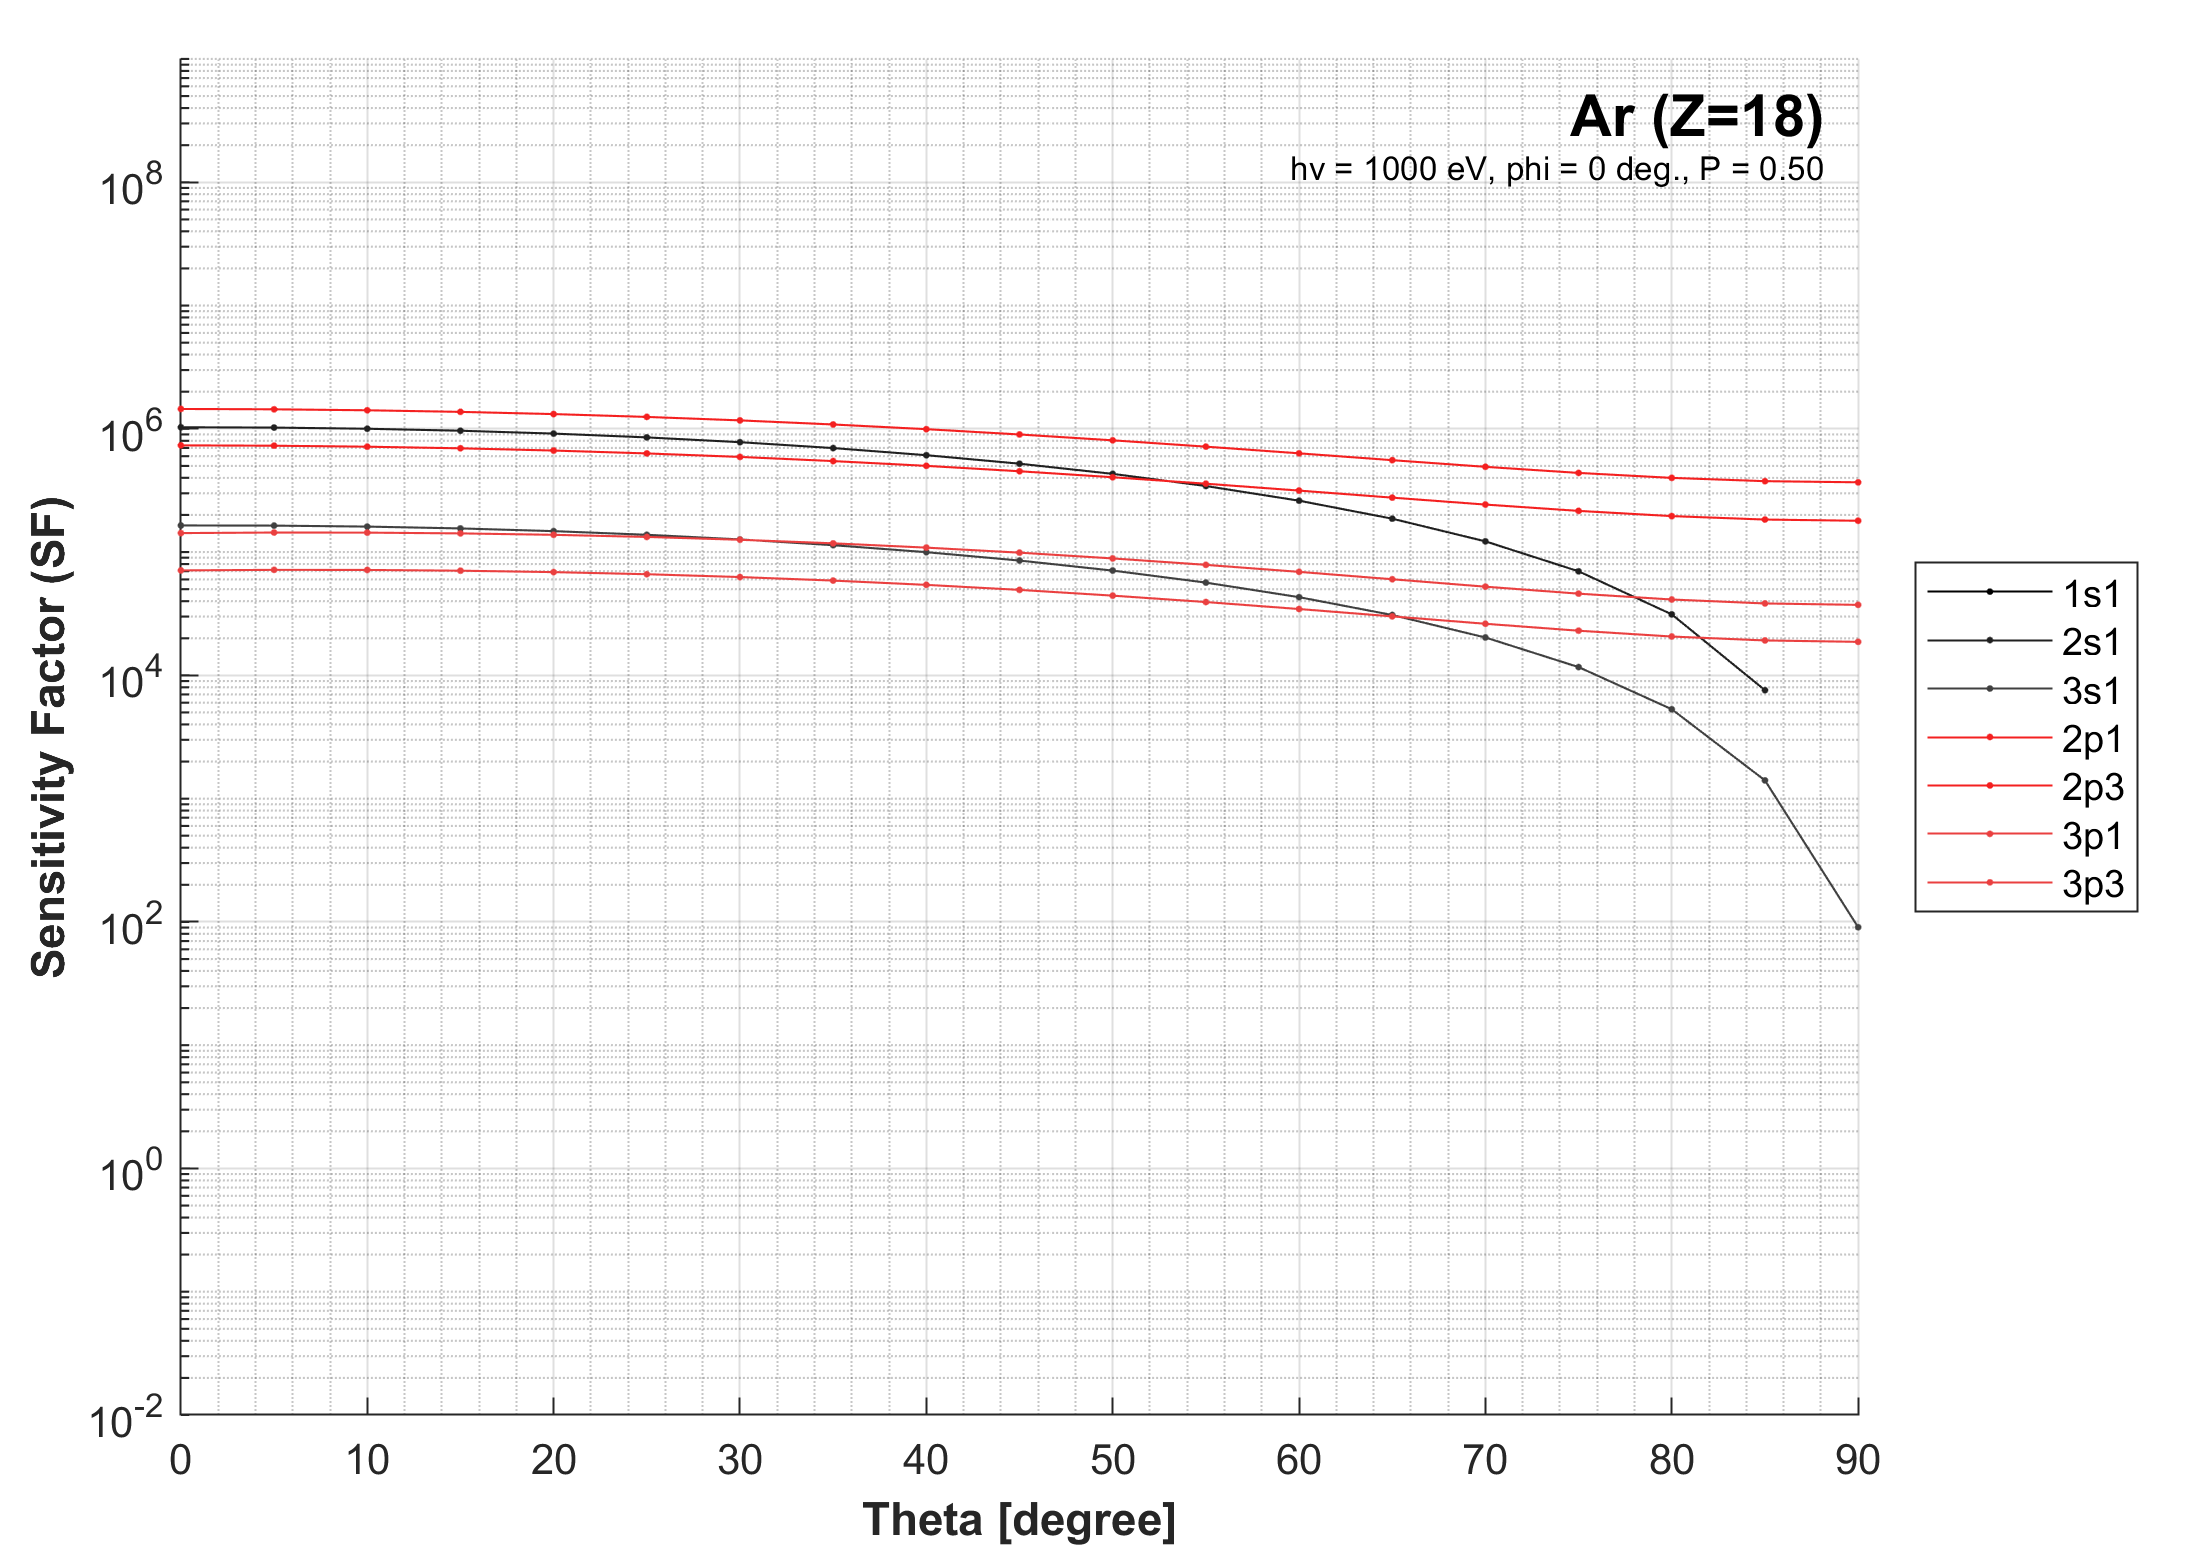 Ar (Z=18)
hv = 1000 eV, phi = 0 deg., P = 0.50
10^8
10^6
10^4
10^2
10^0
10^-2
0 10 20 30 40 50 60 70 80 90
Theta [degree]
Sensitivity Factor (SF)
1s1
2s1
3s1
2p1
2p3
3p1
3p3